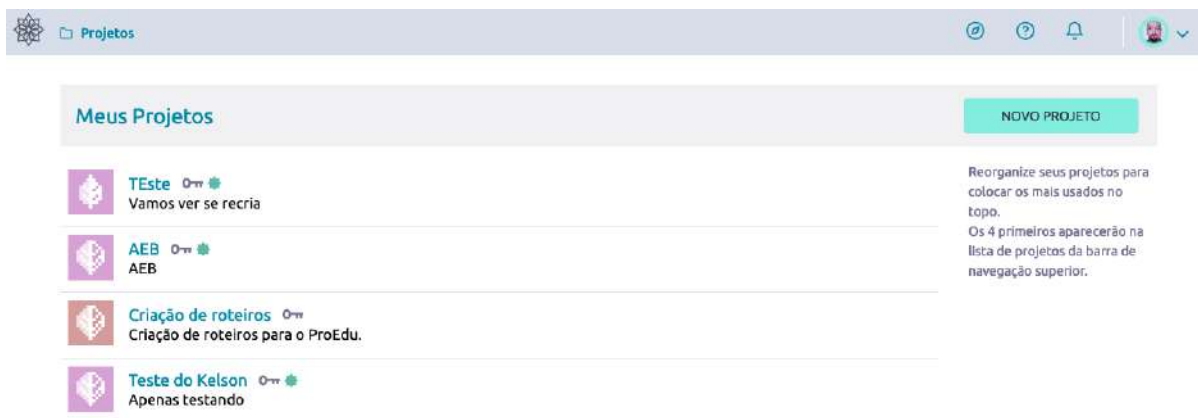 Projetos
Meus Projetos
NOVO PROJETO
TEste
Vamos ver se recria
AEB
AEB
Criação de roteiros
Criação de roteiros para o ProEdu.
Teste do Kelson
Apenas testando
Reorganize seus projetos para
colocar os mais usados no
topo.
Os 4 primeiros aparecerão na
lista de projetos da barra de
navegação superior.